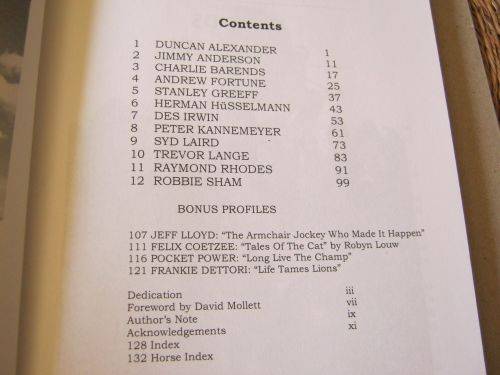 Contents
1 DUNCAN ALEXANDER 1
2 JIMMY ANDERSON 11
3 CHARLIE BARENDS 17
4 ANDREW FORTUNE 25
5 STANLEY GREEFF 37
6 HERMAN HüSSELMANN 43
7 DES IRWIN 53
8 PETER KANNEMEYER 61
9 SYD LAIRD 73
10 TREVOR LANGE 83
11 RAYMOND RHODES 91
12 ROBBIE SHAM 99
BONUS PROFILES
107 JEFF LLOYD: “The Armchair Jockey Who Made It Happen”
111 FELIX COETZEE: “Tales Of The Cat” by Robyn Louw
116 POCKET POWER: “Long Live The Champ”
121 FRANKIE DETTORI: “Life Tames Lions”
Dedication iii
Foreword by David Mollett vii
Author's Note ix
Acknowledgements xi
128 Index
132 Horse Index